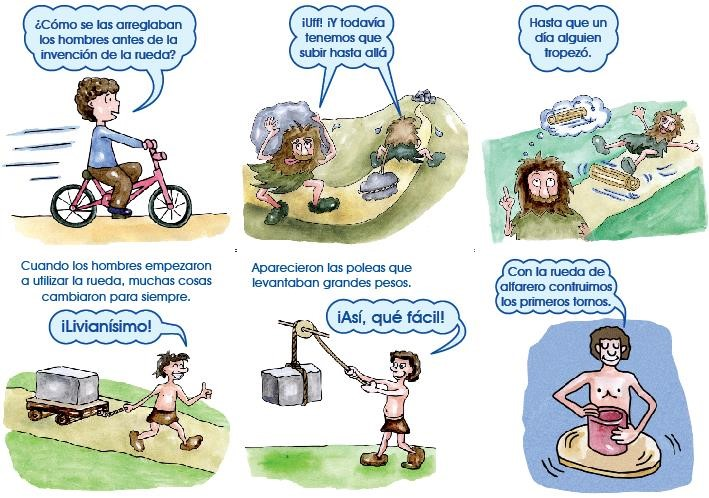 ¿Cómo se las arreglaban
los hombres antes de la
invención de la rueda?
¡Uff! ¡Y todavía
tenemos que
subir hasta allá
Hasta que un
día alguien
tropezó.
Cuando los hombres empezaron
a utilizar la rueda, muchas cosas
cambiaron para siempre.
¡Livianísimo!
Aparecieron las poleas que
levantaban grandes pesos.
¡Así, qué fácil!
Con la rueda de
alfarero contruimos
los primeros tornos.